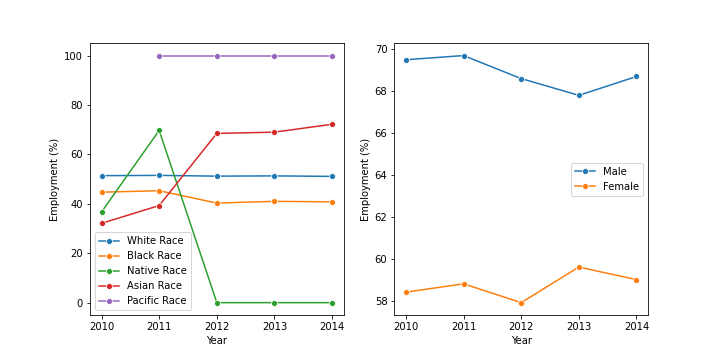 100
80
60
40
20
0
Employment (%)
White Race
Black Race
Native Race
Asian Race
Pacific Race
2010 2011 2012 2013 2014
Year
70
68
66
64
62
60
58
Employment (%)
Male
Female
2010 2011 2012 2013 2014
Year